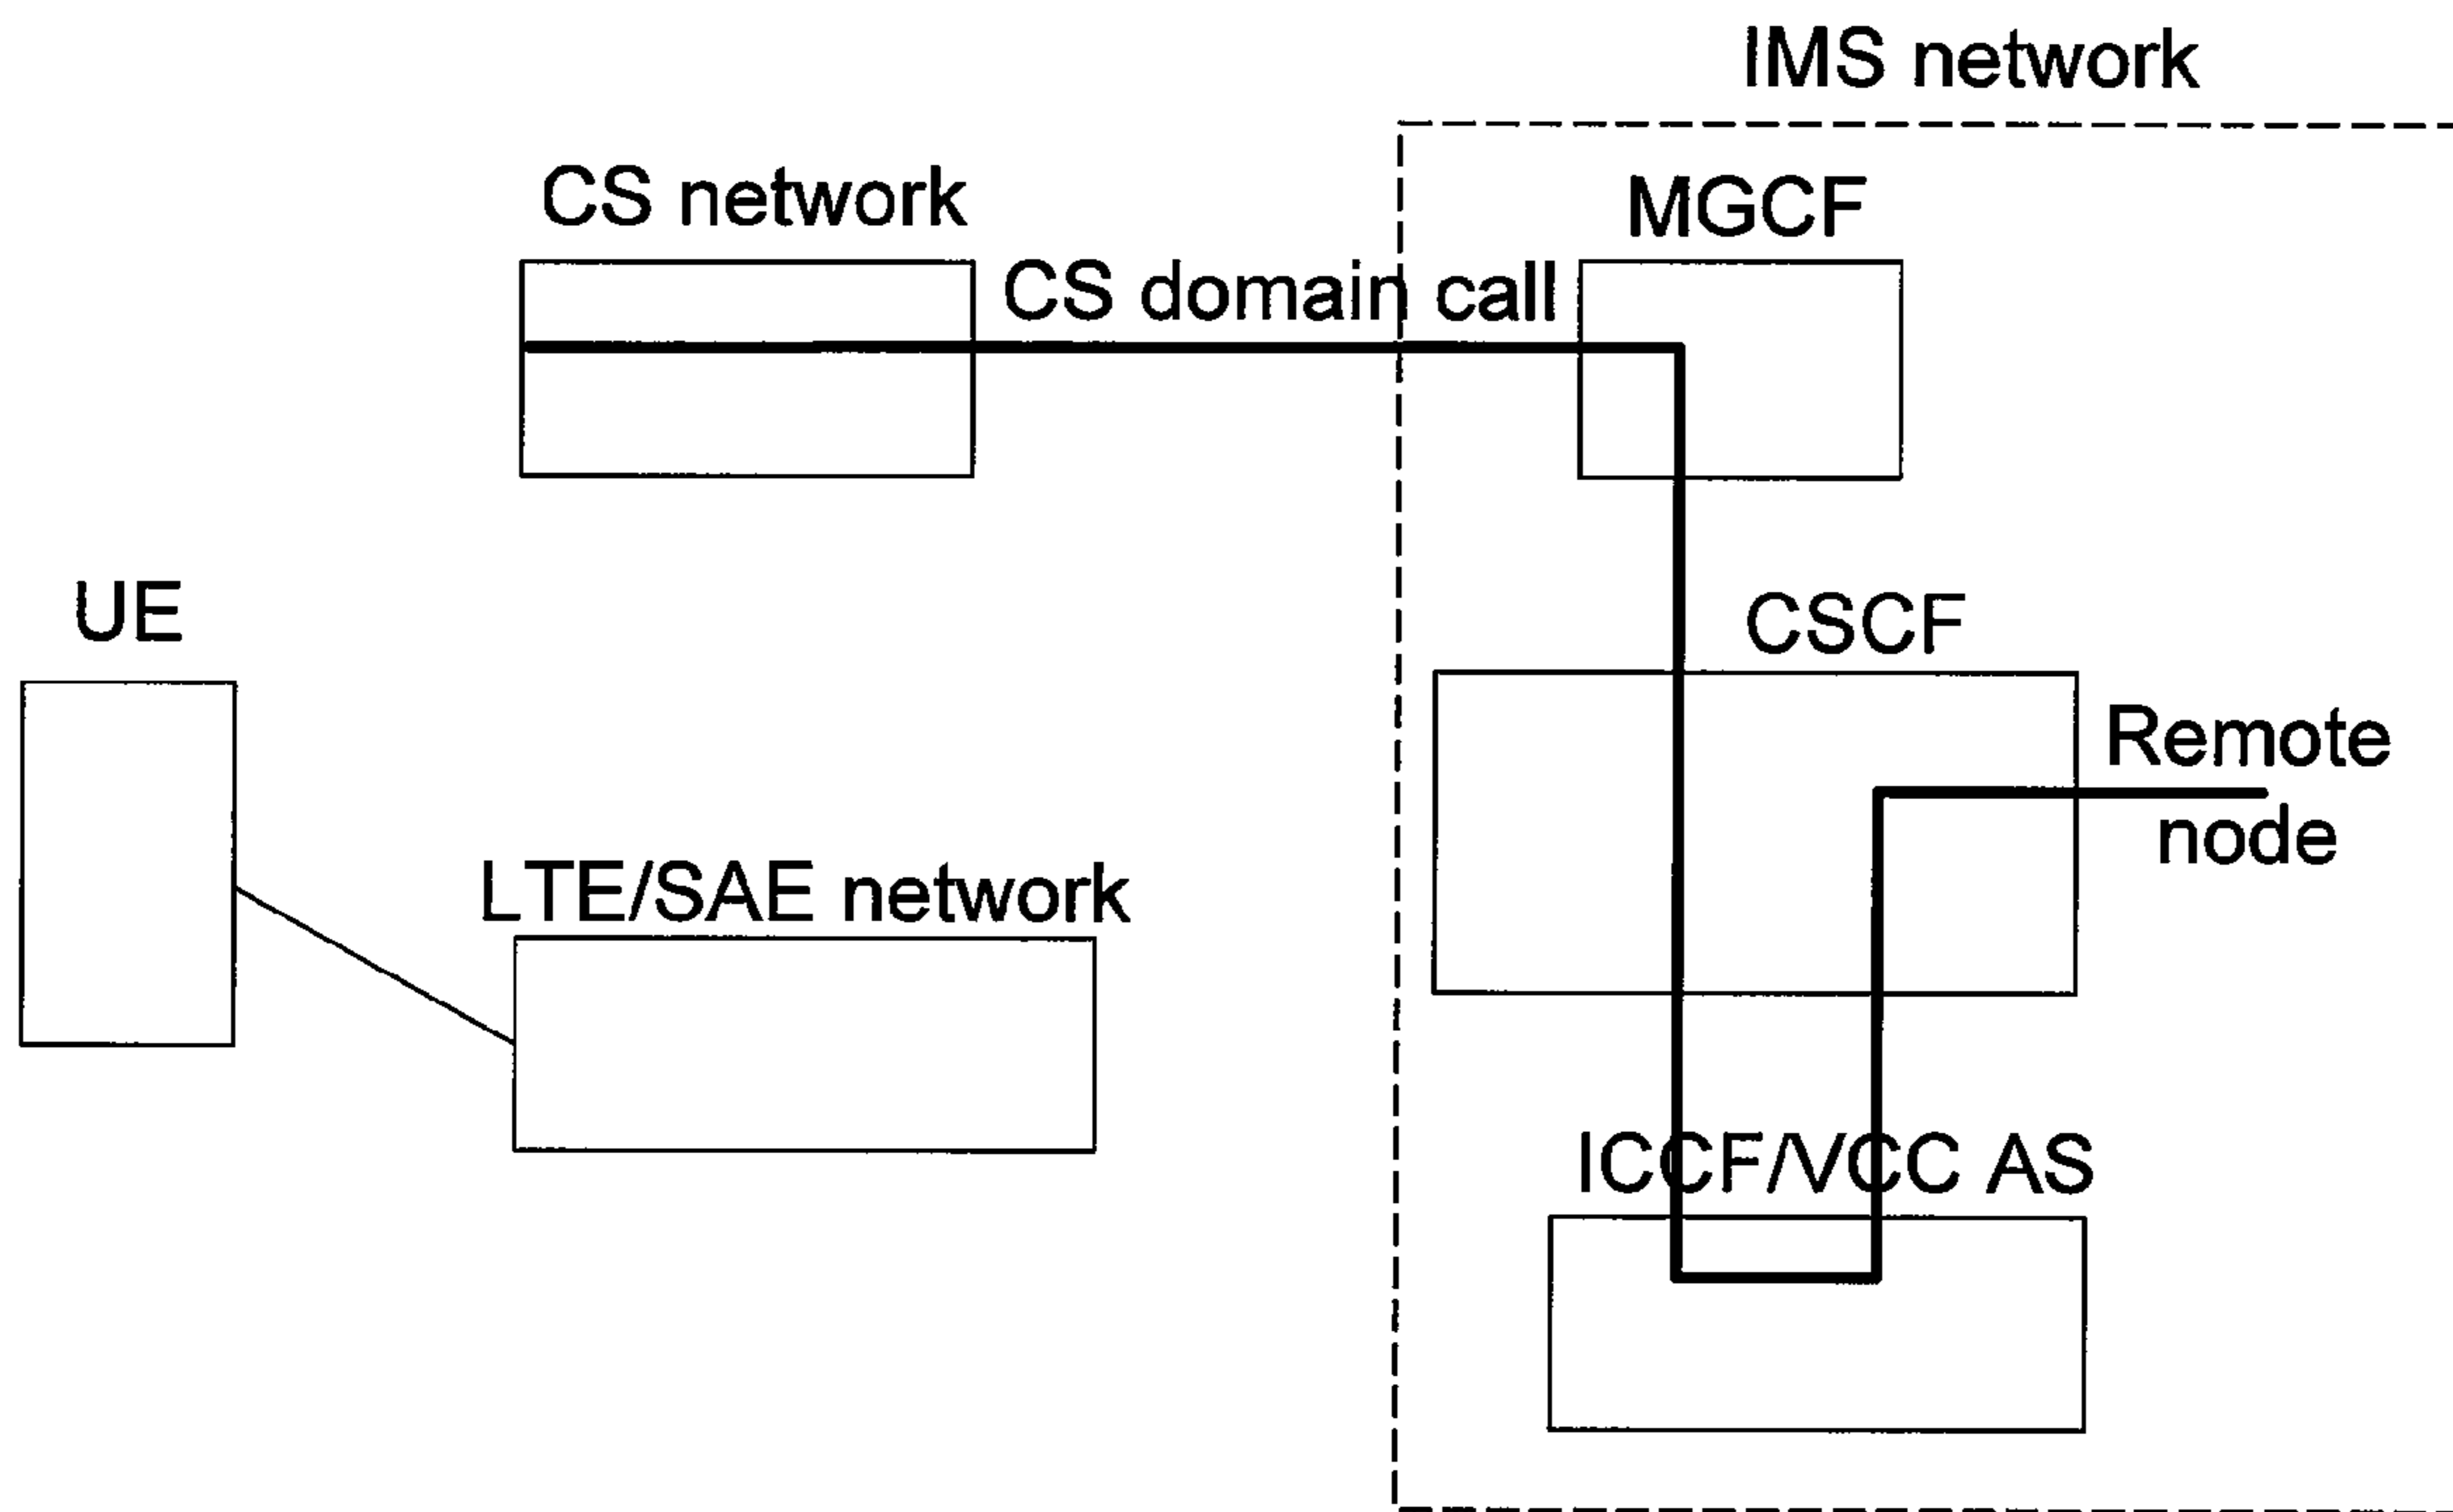 IMS network
CS network
MGCF
CS domain call
UE
CSCF
Remote
node
LTE/SAE network
ICCF/VCC AS